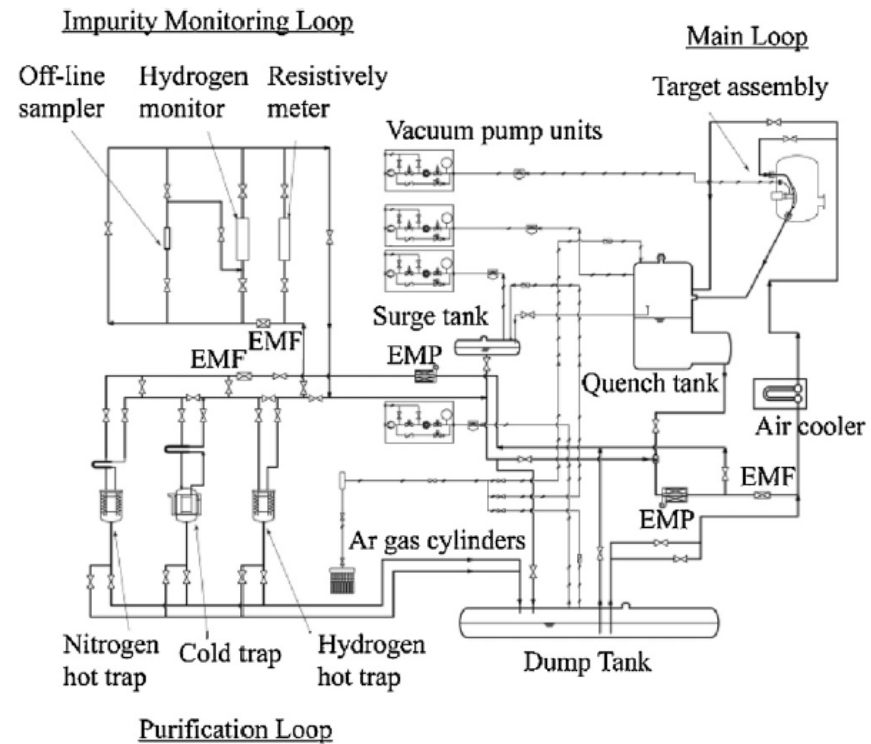 Impurity Monitoring Loop
Main Loop
Off-line
sampler
Hydrogen
monitor
Resistively
meter
Target assembly
Vacuum pump units
Surge tank
EMF
EMF
EMP
Quench tank
Air cooler
EMF
EMP
Ar gas cylinders
Nitrogen
hot trap
Cold trap
Hydrogen
hot trap
Dump Tank
Purification Loop